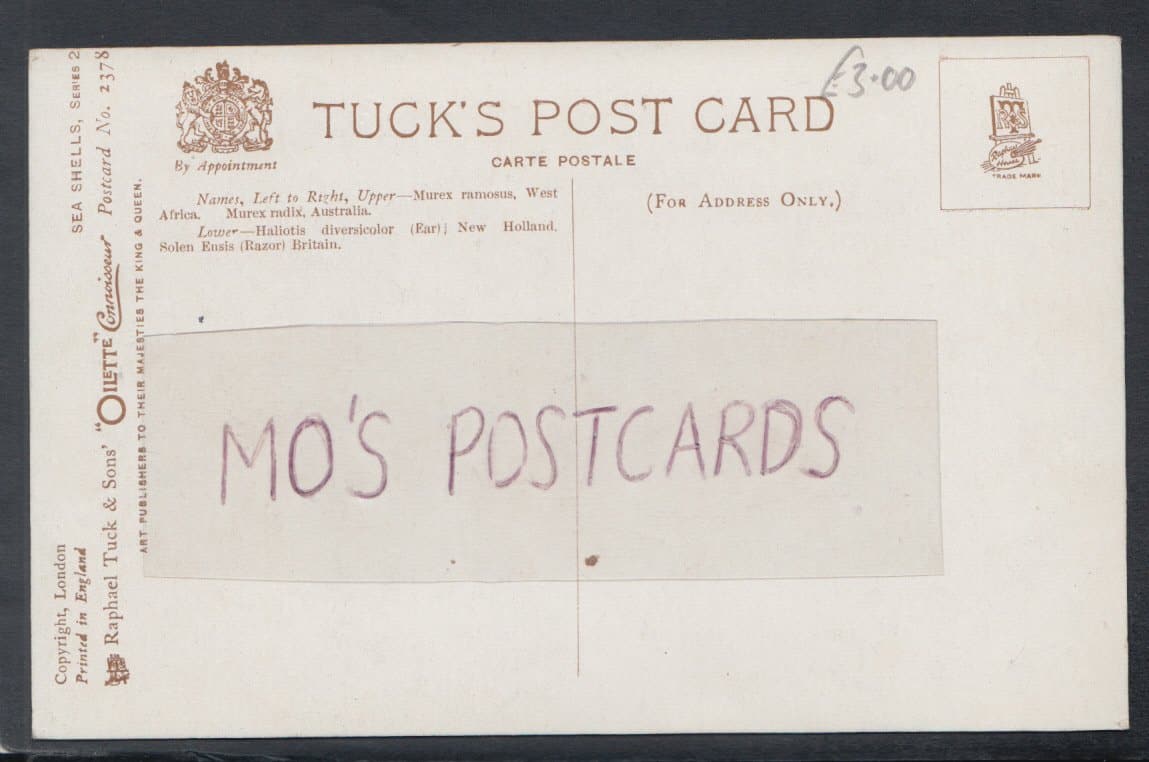 SEA SHELLS, SERIES 2
Raphael Tuck & Sons' "OILETTE" Connoisseur Postcard No. 2378
ART PUBLISHERS TO THEIR MAJESTIES THE KING & QUEEN.
Copyright, London
Printed in England
By Appointment
TUCK'S POST CARD
£3.00
CARTE POSTALE
TRADE MARK
Names, Left to Right, Upper—Murex ramosus, West
Africa. Murex radix, Australia.
Lower—Haliotis diversicolor (Ear); New Holland.
Solen Ensis (Razor) Britain.
(FOR ADDRESS ONLY.)
MO'S POSTCARDS